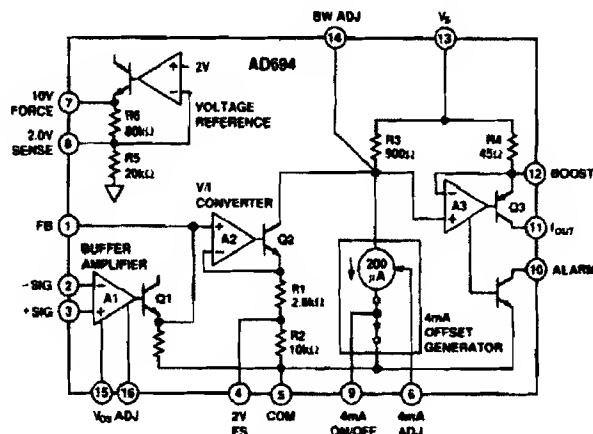 BW ADJ
VS
14
13
AD694
2V
10V
FORCE
7
R6
80kΩ
VOLTAGE
REFERENCE
2.0V
SENSE
8
R5
20kΩ
R3
900Ω
R4
45Ω
12
BOOST
V/I
CONVERTER
A3
Q3
FB
1
A2
Q2
11
IOUT
BUFFER
AMPLIFIER
200
µA
10
ALARM
-SIG
2
A1
Q1
+SIG
3
R1
2.5kΩ
R2
10kΩ
4mA
OFFSET
GENERATOR
15
16
4
5
9
6
VOS ADJ
2V
FS
COM
4mA
ON/OFF
4mA
ADJ